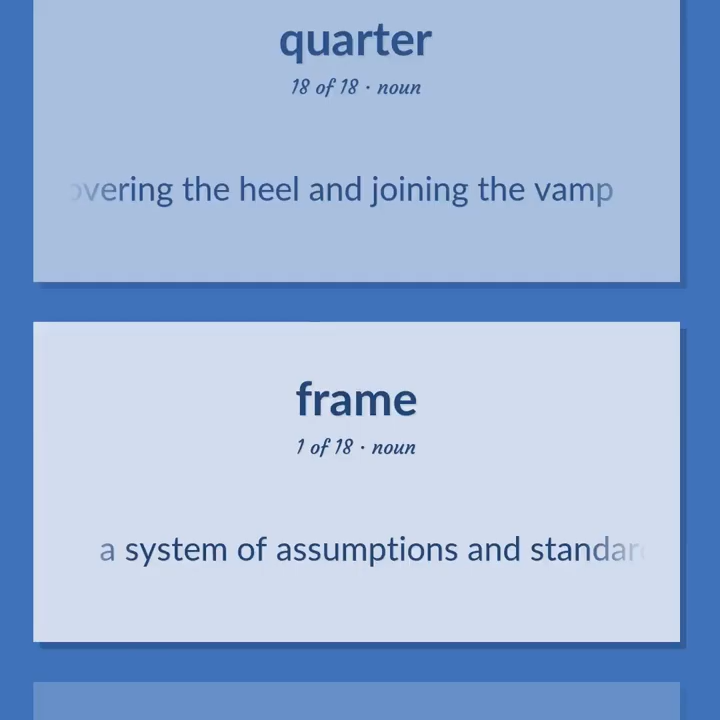 quarter
18 of 18 · noun
overing the heel and joining the vamp
frame
1 of 18 · noun
a system of assumptions and standar